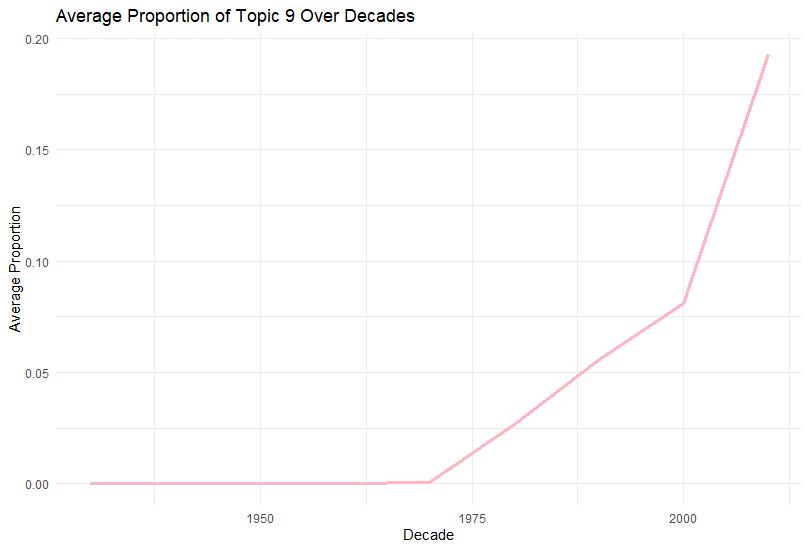 Average Proportion of Topic 9 Over Decades
0.20
0.15
0.10
0.05
0.00
Average Proportion
1950 1975 2000
Decade